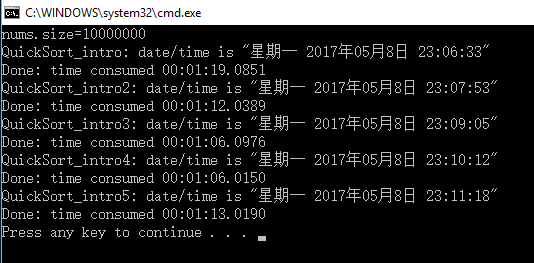 C:\WINDOWS\system32\cmd.exe
nums.size=10000000
QuickSort_intro: date/time is "星期一 2017年05月8日 23:06:33"
Done: time consumed 00:01:19.0851
QuickSort_intro2: date/time is "星期一 2017年05月8日 23:07:53"
Done: time consumed 00:01:12.0389
QuickSort_intro3: date/time is "星期一 2017年05月8日 23:09:05"
Done: time consumed 00:01:06.0976
QuickSort_intro4: date/time is "星期一 2017年05月8日 23:10:12"
Done: time consumed 00:01:06.0150
QuickSort_intro5: date/time is "星期一 2017年05月8日 23:11:18"
Done: time consumed 00:01:13.0190
Press any key to continue . . .